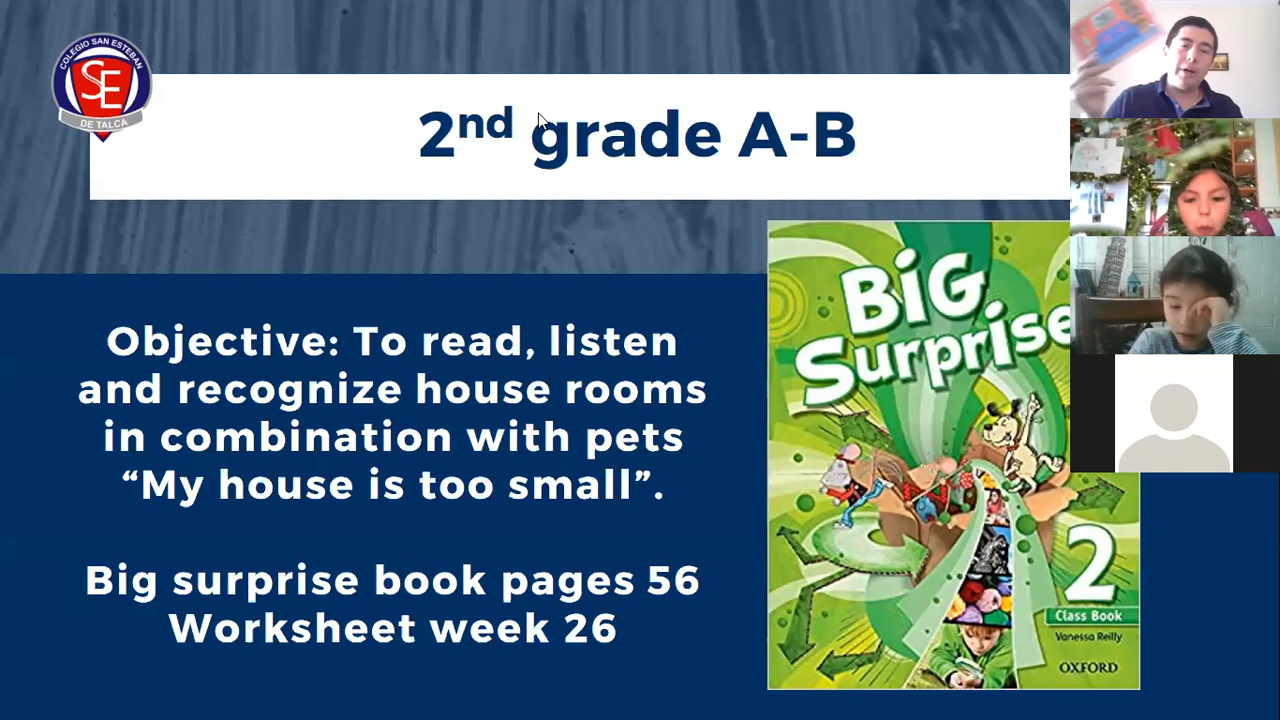 COLEGIO SAN ESTEBAN
SE
DE TALCA
2nd grade A-B
Objective: To read, listen
and recognize house rooms
in combination with pets
“My house is too small”.
Big surprise book pages 56
Worksheet week 26
BiG
Surprise
2
Class Book
Vanessa Reilly
OXFORD